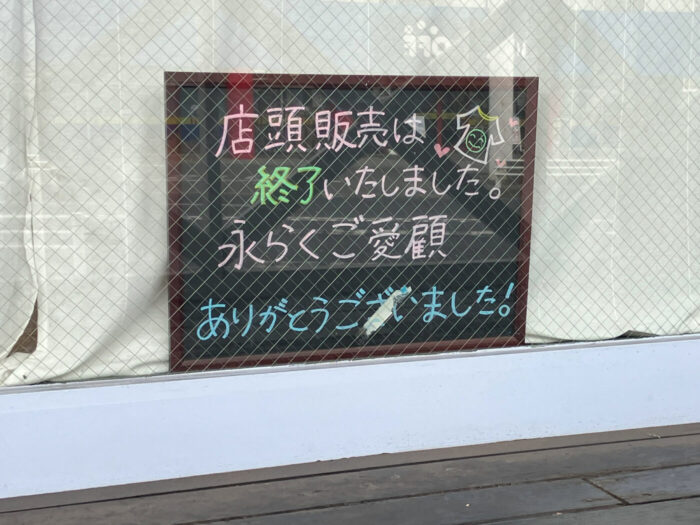 店頭販売は
終了いたしました。
永らくご愛顧
ありがとうございました!